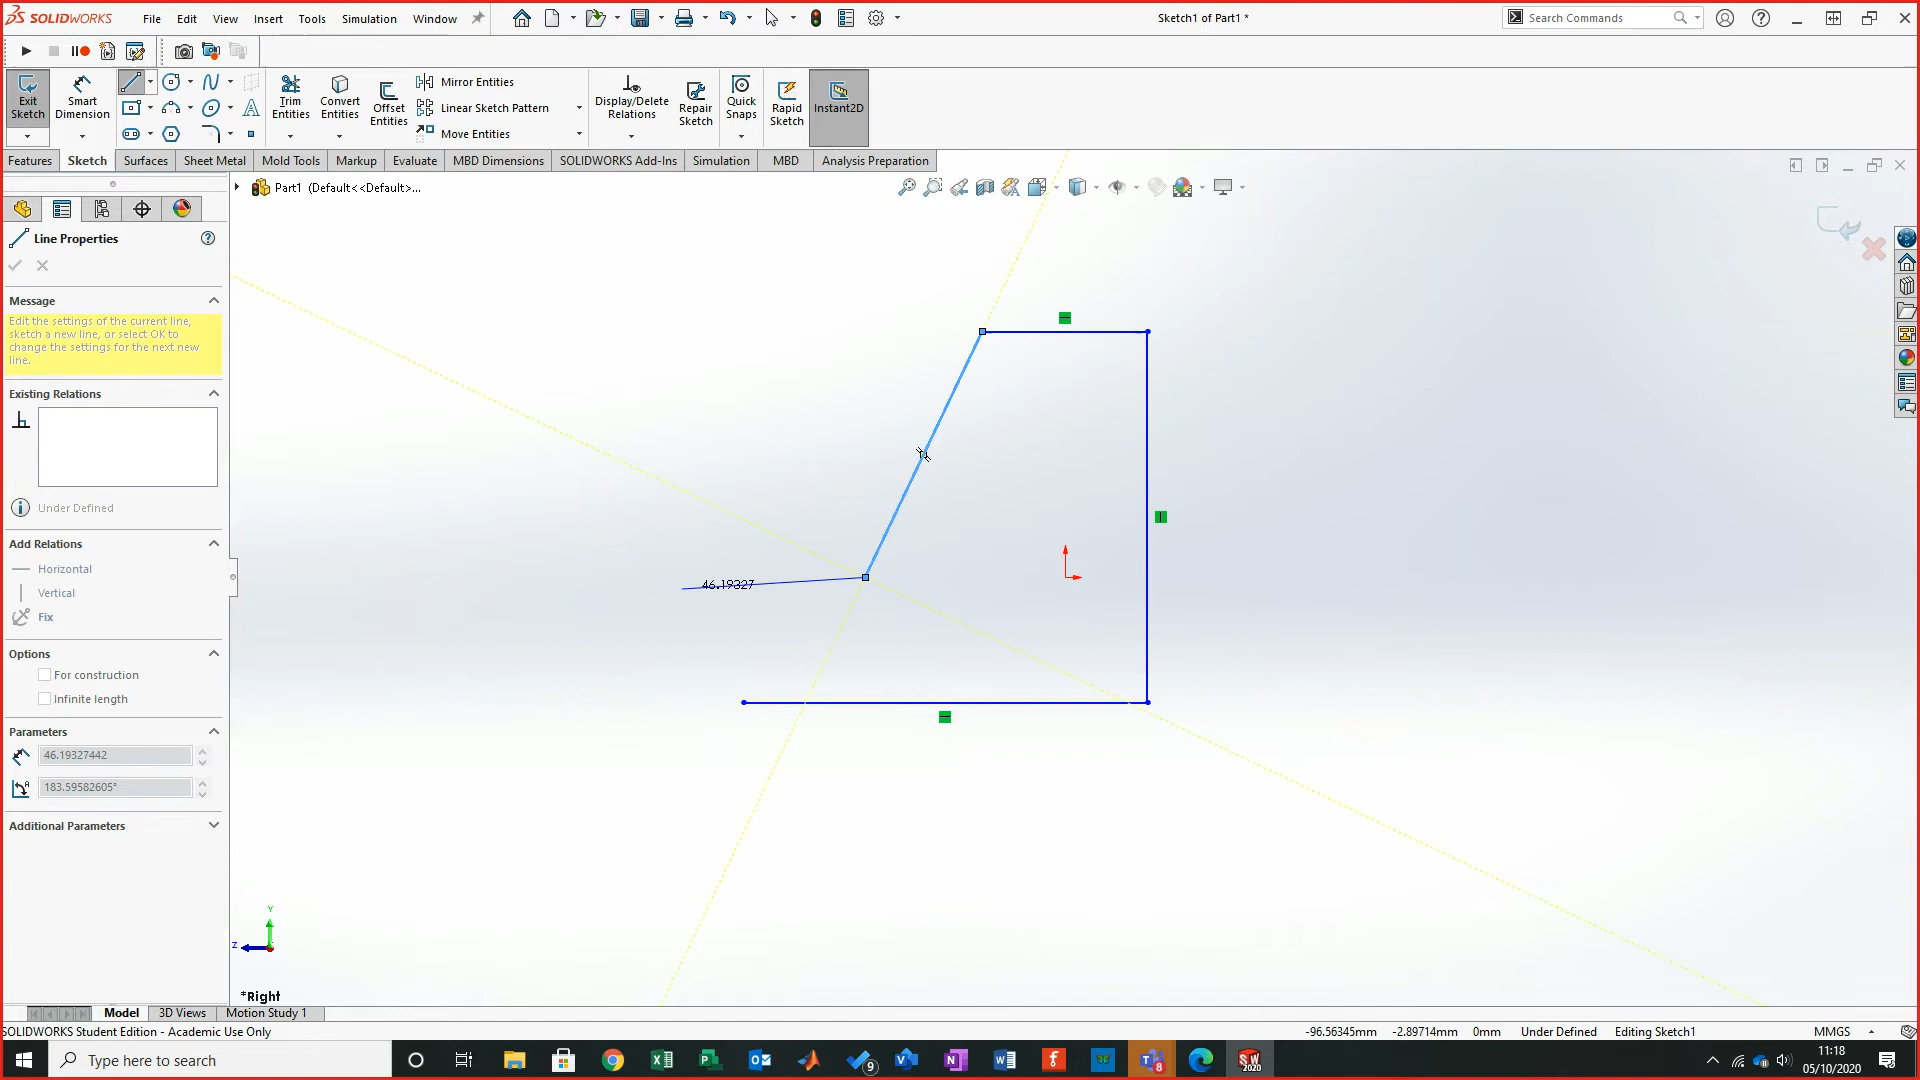 SOLIDWORKS
File Edit View Insert Tools Simulation Window
Sketch1 of Part1 *
Search Commands
Exit Sketch
Smart Dimension
Trim Entities
Convert Entities
Offset Entities
Mirror Entities
Linear Sketch Pattern
Move Entities
Display/Delete Relations
Repair Sketch
Quick Snaps
Rapid Sketch
Instant2D
Features Sketch Surfaces Sheet Metal Mold Tools Markup Evaluate MBD Dimensions SOLIDWORKS Add-Ins Simulation MBD Analysis Preparation
Part1 (Default<<Default>...
Line Properties
Message
Edit the settings of the current line,
sketch a new line, or select OK to
change the settings for the next new
line.
Existing Relations
Under Defined
Add Relations
Horizontal
Vertical
Fix
Options
For construction
Infinite length
Parameters
46.19327442
183.59582605°
Additional Parameters
46.19327
Y
Z
*Right
Model 3D Views Motion Study 1
SOLIDWORKS Student Edition - Academic Use Only
-96.56345mm -2.89714mm 0mm Under Defined Editing Sketch1 MMGS
Type here to search
9
8
SW 2020
11:18
05/10/2020